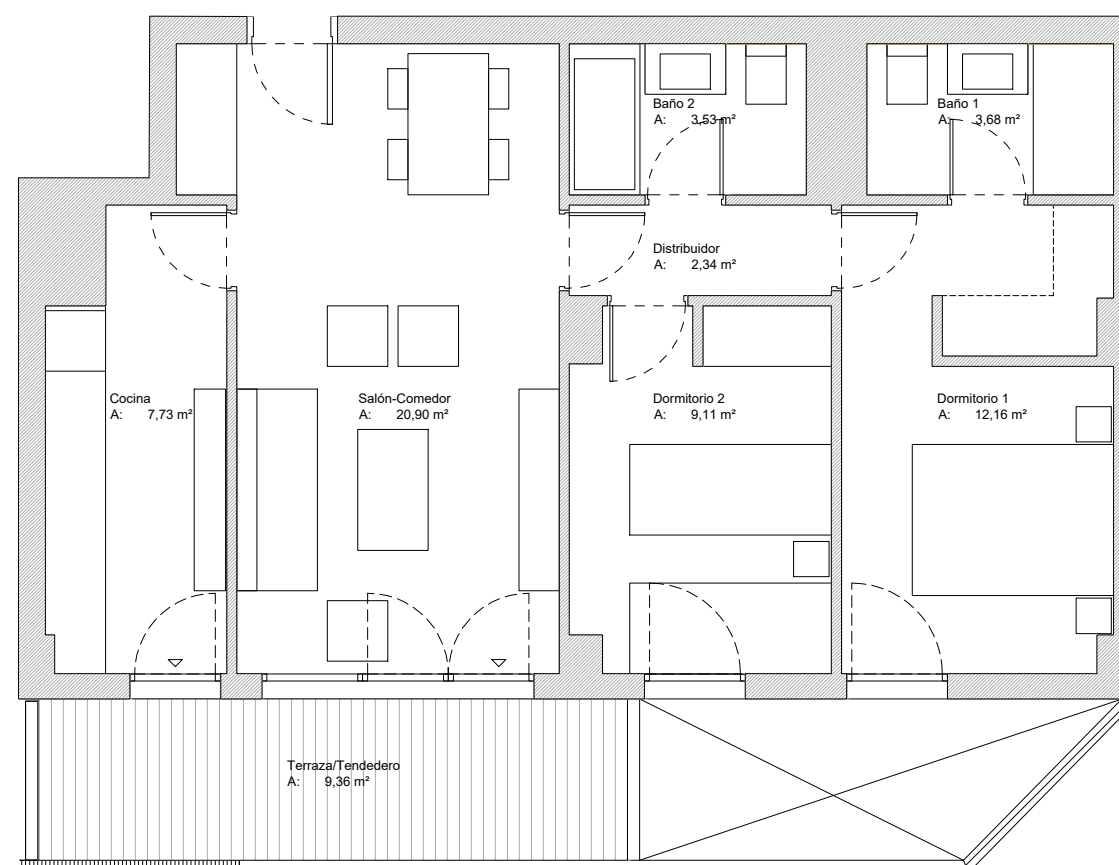 Baño 2
A: 3,53 m²
Baño 1
A: 3,68 m²
Distribuidor
A: 2,34 m²
Cocina
A: 7,73 m²
Salón-Comedor
A: 20,90 m²
Dormitorio 2
A: 9,11 m²
Dormitorio 1
A: 12,16 m²
Terraza/Tendedero
A: 9,36 m²